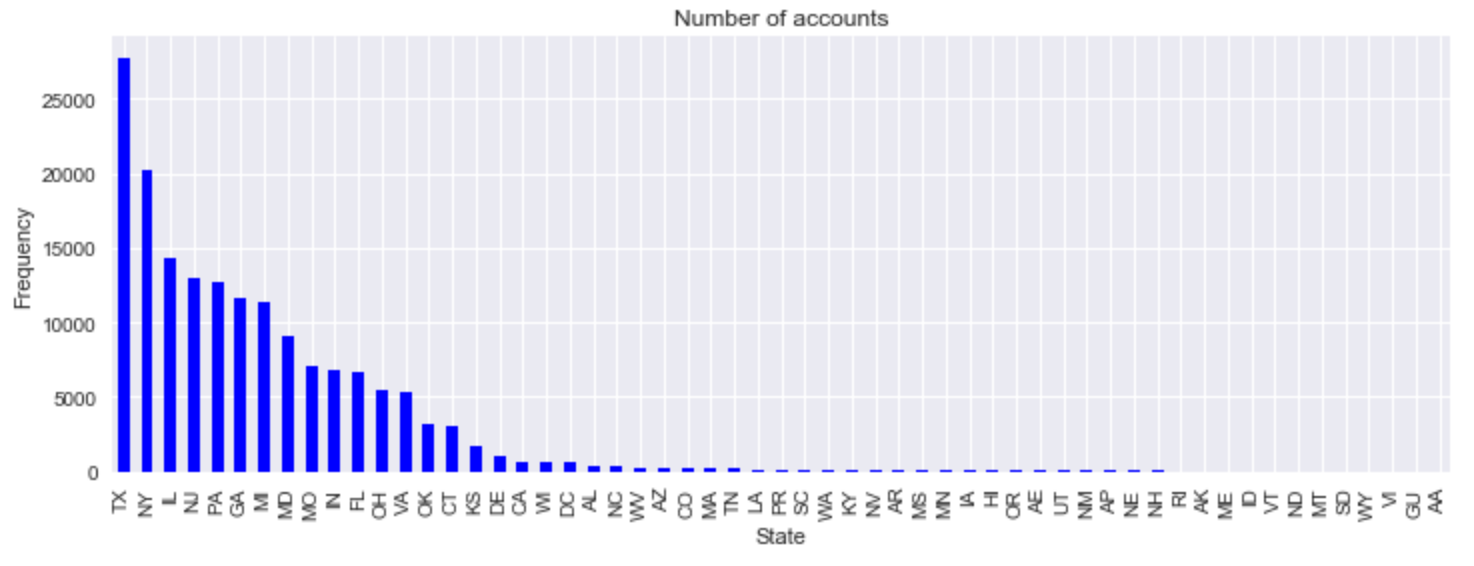 Number of accounts
Frequency
25000
20000
15000
10000
5000
0
TX NY IL NJ PA GA MI MD MO IN FL OH VA OK CT KS DE CA WI DC AL NC WV AZ CO MA TN LA PR SC WA KY NV AR MS MN IA HI OR AE UT NM AP NE NH RI AK ME ID VT ND MT SD WY VI GU AA
State